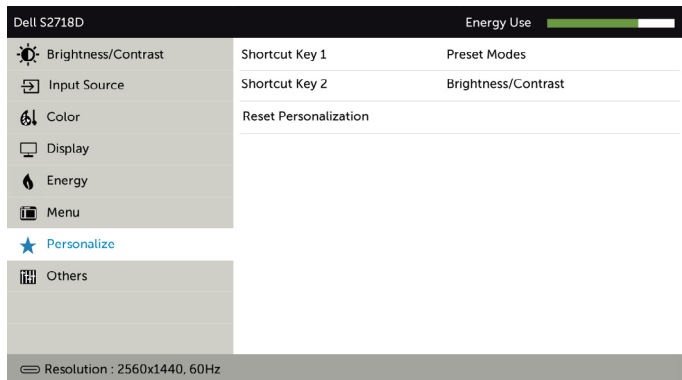 Dell S2718D Energy Use
Brightness/Contrast Shortcut Key 1 Preset Modes
Input Source Shortcut Key 2 Brightness/Contrast
Color Reset Personalization
Display
Energy
Menu
Personalize
Others
Resolution : 2560x1440, 60Hz